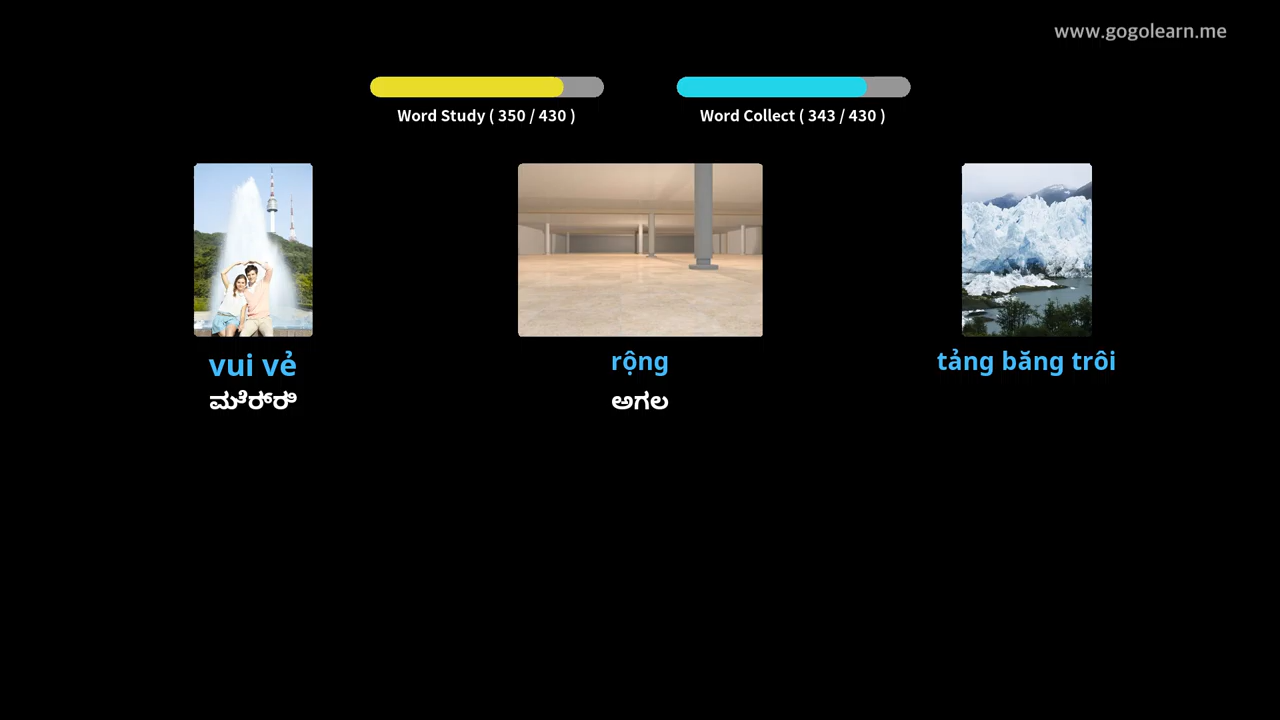 www.gogolearn.me
Word Study ( 350 / 430 )
Word Collect ( 343 / 430 )
vui vẻ
rộng
tảng băng trôi
ಮೆರ್ರಿ
ಅಗಲ